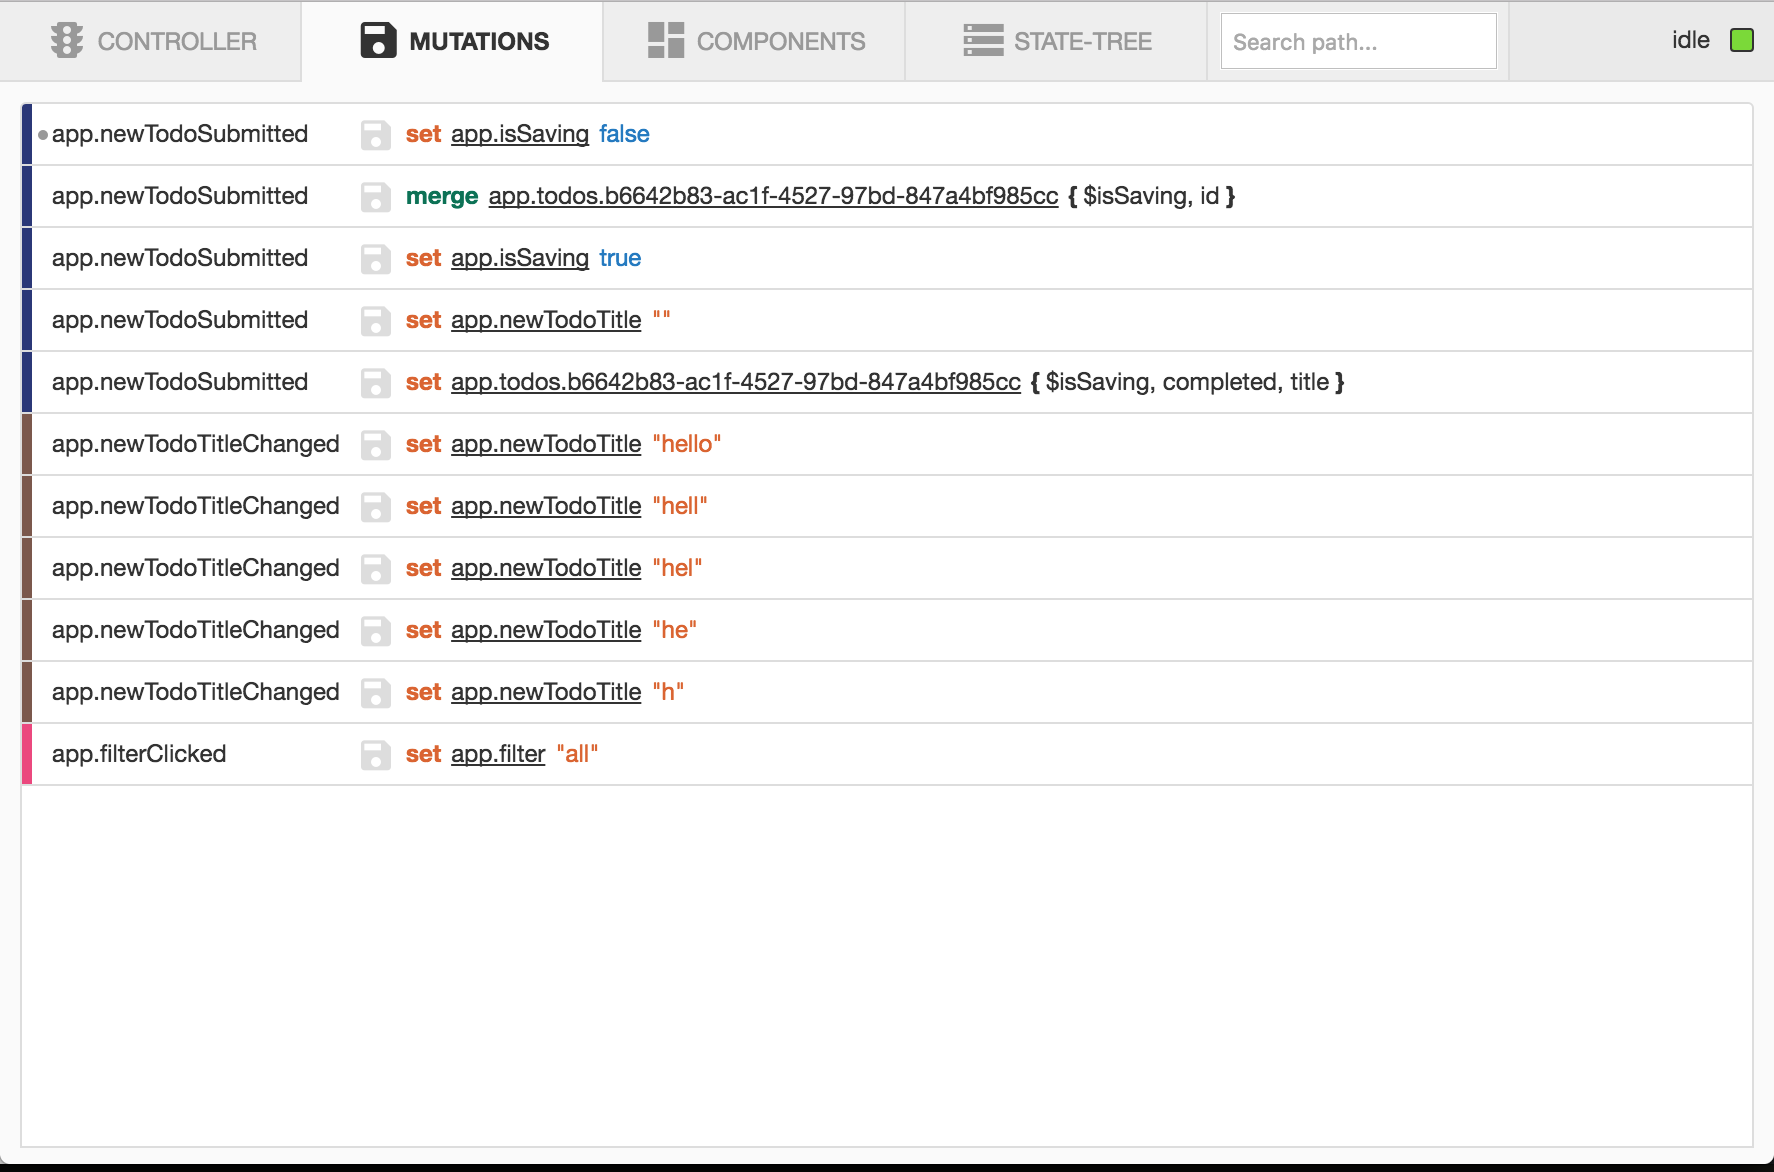 CONTROLLER MUTATIONS COMPONENTS STATE-TREE Search path... idle
app.newTodoSubmitted set app.isSaving false
app.newTodoSubmitted merge app.todos.b6642b83-ac1f-4527-97bd-847a4bf985cc { $isSaving, id }
app.newTodoSubmitted set app.isSaving true
app.newTodoSubmitted set app.newTodoTitle ""
app.newTodoSubmitted set app.todos.b6642b83-ac1f-4527-97bd-847a4bf985cc { $isSaving, completed, title }
app.newTodoTitleChanged set app.newTodoTitle "hello"
app.newTodoTitleChanged set app.newTodoTitle "hell"
app.newTodoTitleChanged set app.newTodoTitle "hel"
app.newTodoTitleChanged set app.newTodoTitle "he"
app.newTodoTitleChanged set app.newTodoTitle "h"
app.filterClicked set app.filter "all"